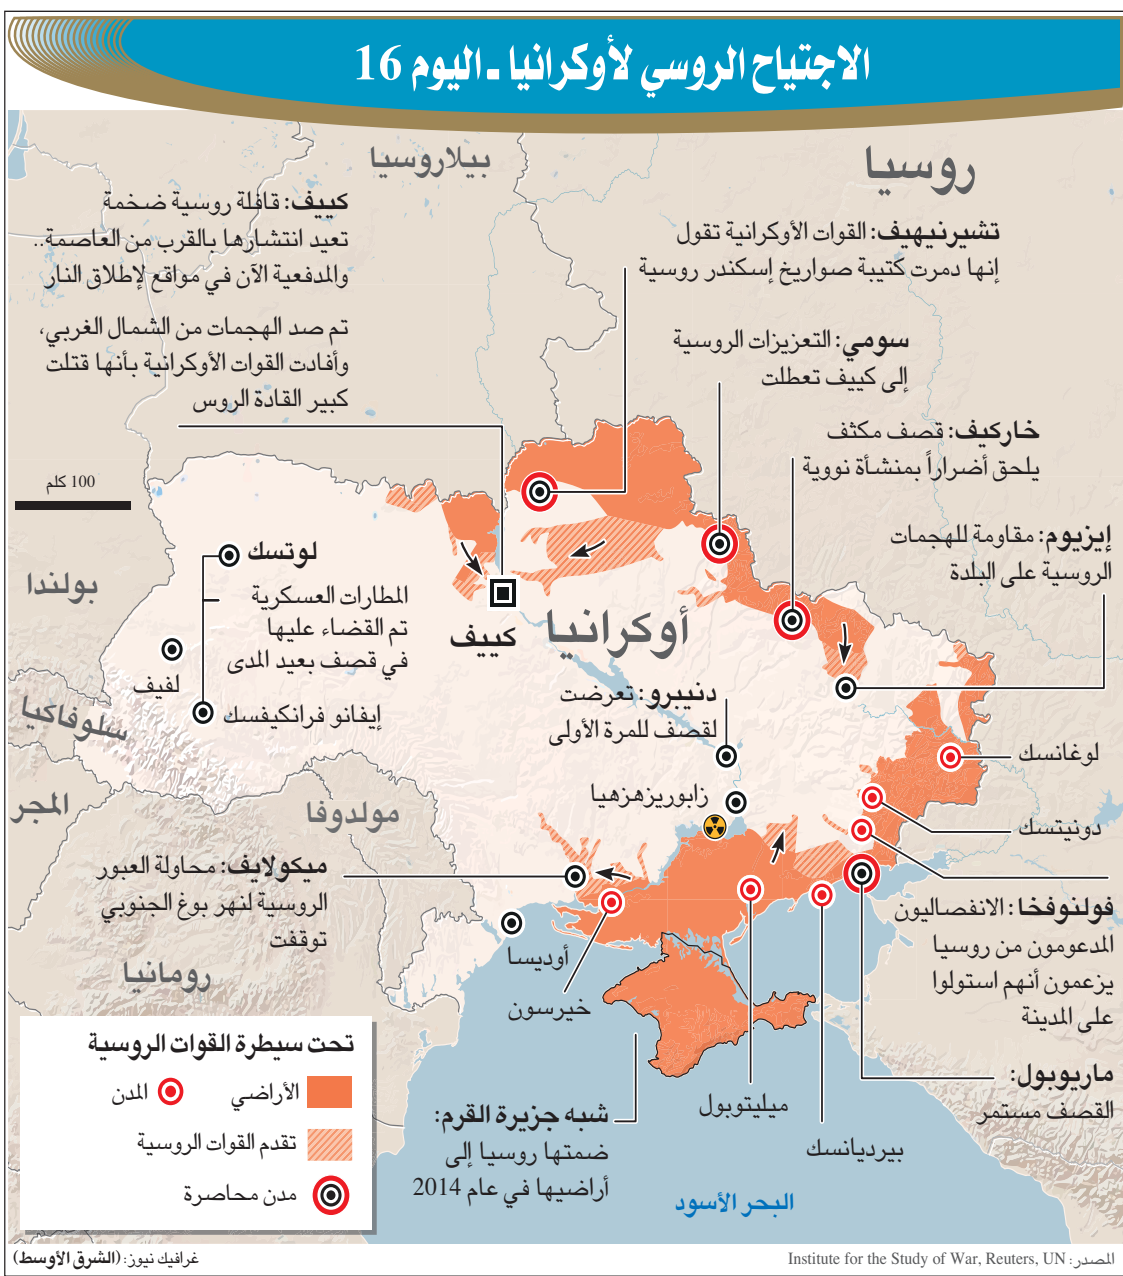 الاجتياح الروسي لأوكرانيا ـ اليوم 16
بيلاروسيا
روسيا
كييف: قافلة روسية ضخمة
تعيد انتشارها بالقرب من العاصمة..
والمدفعية الآن في مواقع لإطلاق النار
تم صد الهجمات من الشمال الغربي،
وأفادت القوات الأوكرانية بأنها قتلت
كبير القادة الروس
تشيرنيهيف: القوات الأوكرانية تقول
إنها دمرت كتيبة صواريخ إسكندر روسية
سومي: التعزيزات الروسية
إلى كييف تعطلت
خاركيف: قصف مكثف
يلحق أضراراً بمنشأة نووية
إيزيوم: مقاومة للهجمات
الروسية على البلدة
100 كلم
بولندا
لوتسك
المطارات العسكرية
تم القضاء عليها
في قصف بعيد المدى
لفيف
إيفانو فرانكيفسك
كييف
أوكرانيا
سلوفاكيا
المجر
مولدوفا
رومانيا
دنيبرو: تعرضت
لقصف للمرة الأولى
زابوريزهزهيا
لوغانسك
دونيتسك
فولنوفخا: الانفصاليون
المدعومون من روسيا
يزعمون أنهم استولوا
على المدينة
ماريوبول:
القصف مستمر
ميكولايف: محاولة العبور
الروسية لنهر بوغ الجنوبي
توقفت
أوديسا
خيرسون
ميليتوبول
بيرديانسك
شبه جزيرة القرم:
ضمتها روسيا إلى
أراضيها في عام 2014
البحر الأسود
تحت سيطرة القوات الروسية
الأراضي
المدن
تقدم القوات الروسية
مدن محاصرة
المصدر: Institute for the Study of War, Reuters, UN
غرافيك نيوز: (الشرق الأوسط)